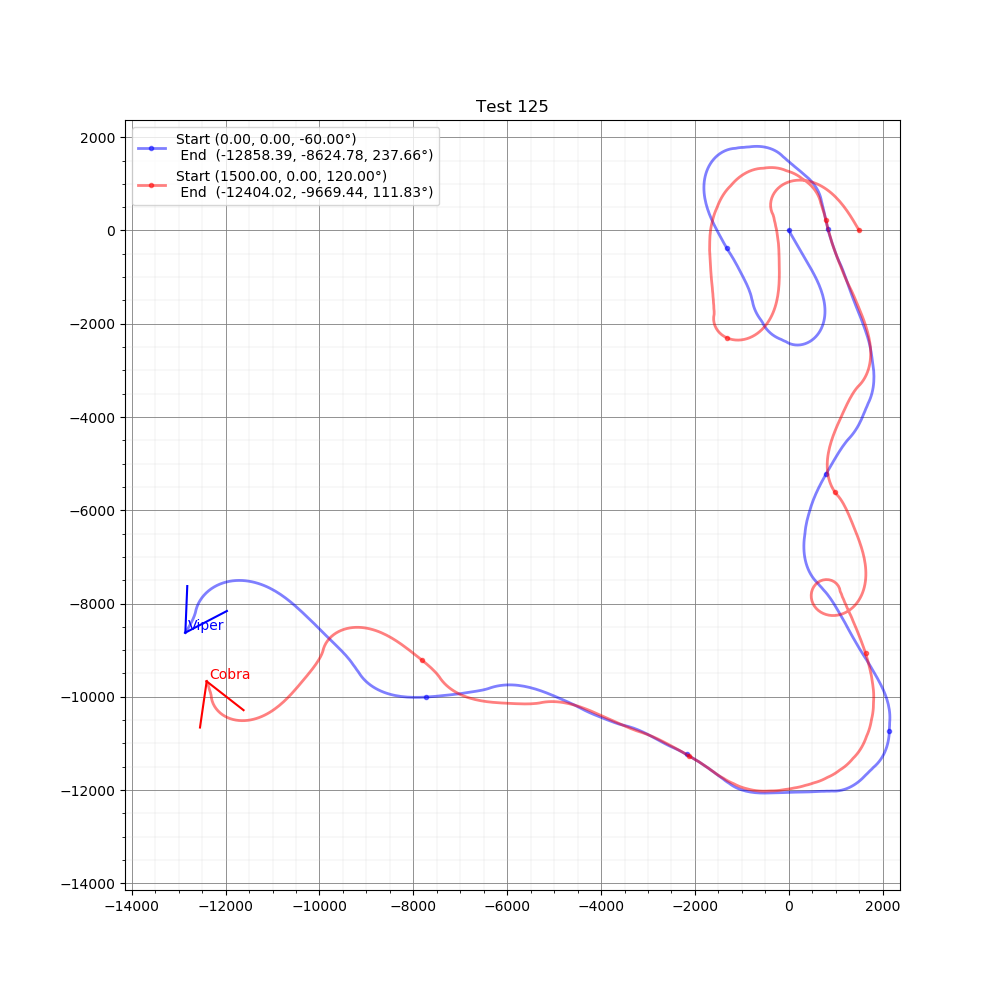 Test 125
Start (0.00, 0.00, -60.00°)
End (-12858.39, -8624.78, 237.66°)
Start (1500.00, 0.00, 120.00°)
End (-12404.02, -9669.44, 111.83°)
2000
0
−2000
−4000
−6000
−8000
−10000
−12000
−14000
Viper
Cobra
−14000 −12000 −10000 −8000 −6000 −4000 −2000 0 2000